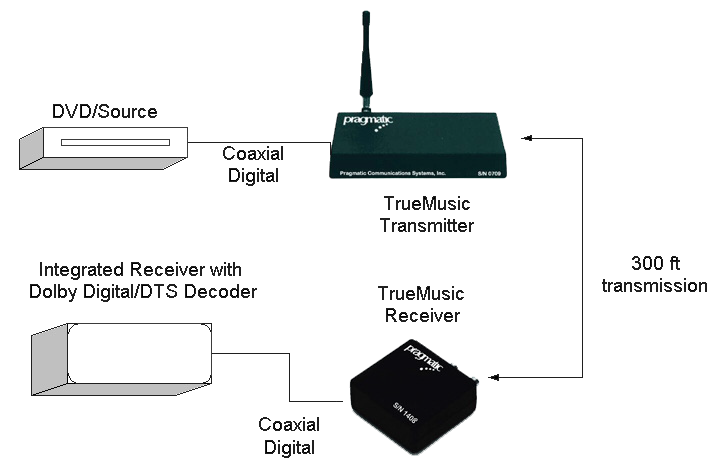 DVD/Source
Coaxial
Digital
pragmatic
Pragmatic Communications Systems, Inc.
S/N 0709
TrueMusic
Transmitter
300 ft
transmission
Integrated Receiver with
Dolby Digital/DTS Decoder
TrueMusic
Receiver
pragmatic
S/N 1408
Coaxial
Digital